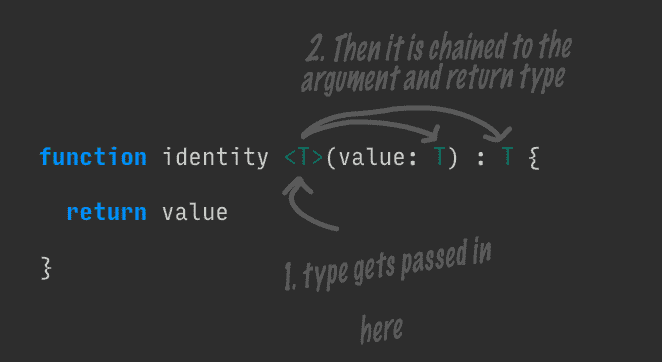 2. Then it is chained to the
argument and return type
function identity <T>(value: T) : T {
return value
}
1. type gets passed in
here